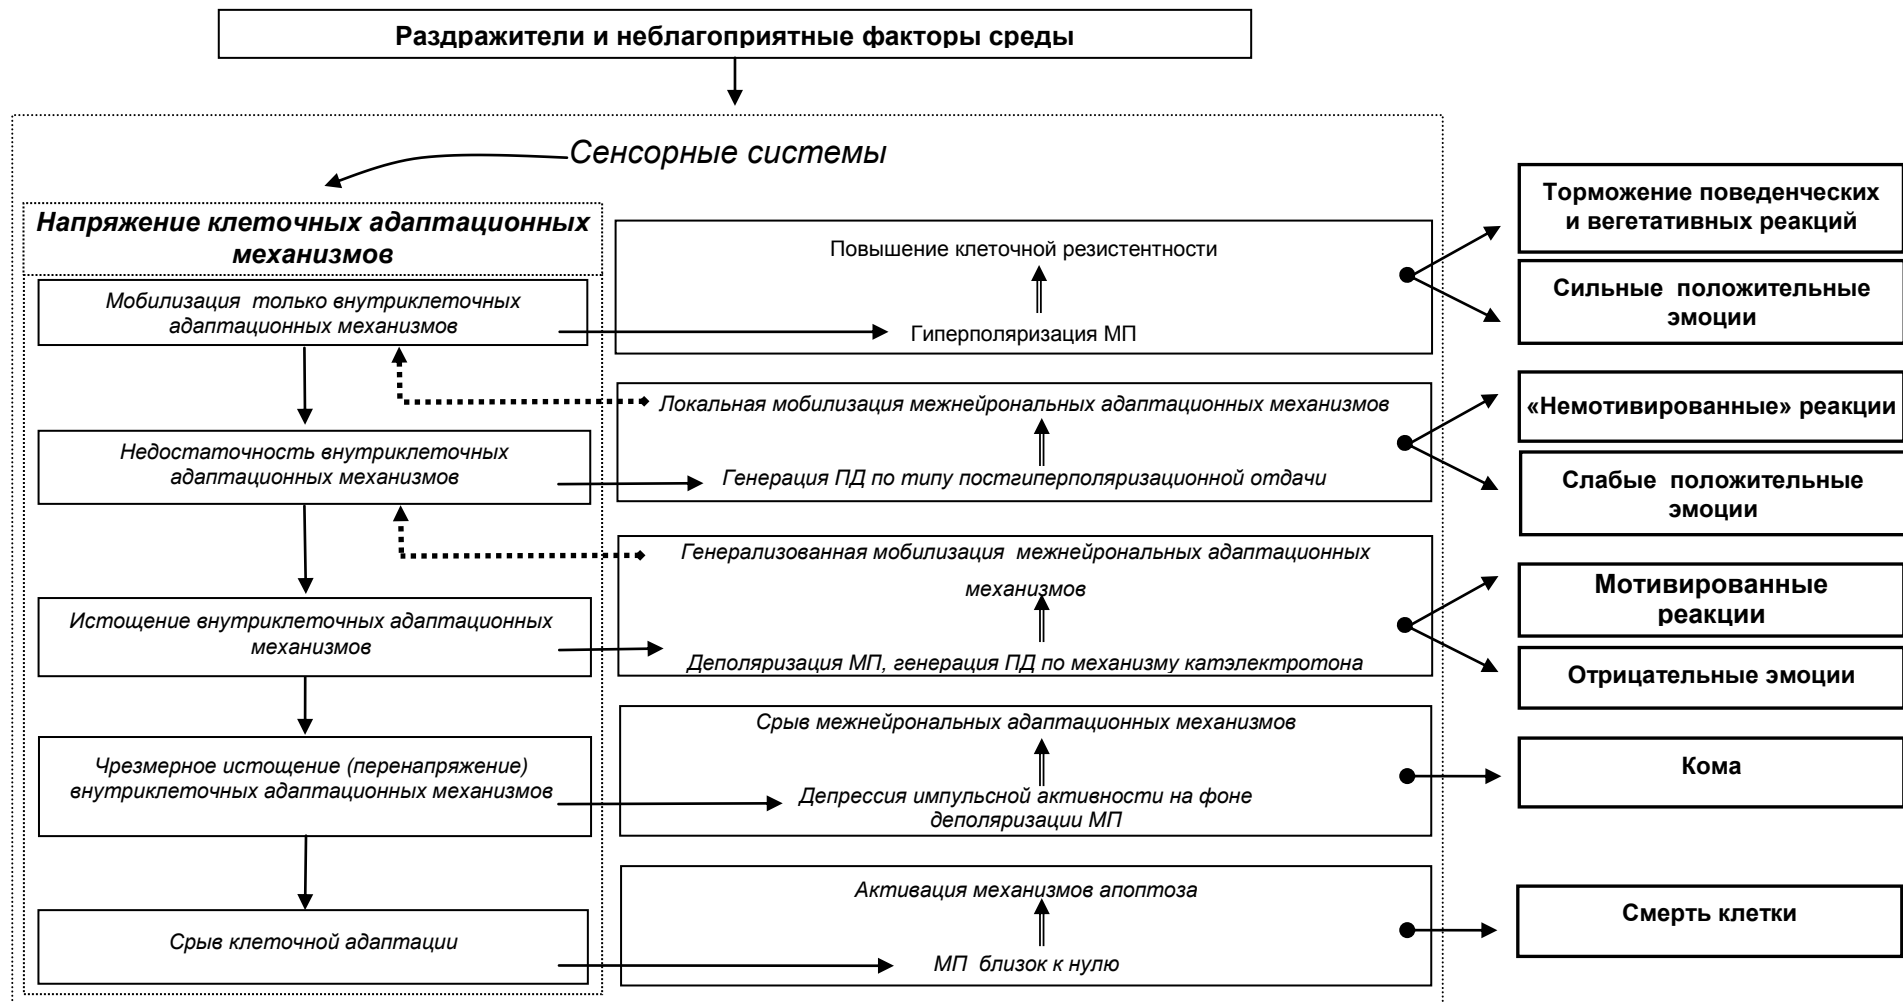 Раздражители и неблагоприятные факторы среды
Сенсорные системы
Напряжение клеточных адаптационных
механизмов
Мобилизация только внутриклеточных
адаптационных механизмов
Повышение клеточной резистентности
Гиперполяризация МП
Торможение поведенческих
и вегетативных реакций
Сильные положительные
эмоции
Недостаточность внутриклеточных
адаптационных механизмов
Локальная мобилизация межнейрональных адаптационных механизмов
Генерация ПД по типу постгиперполяризационной отдачи
«Немотивированные» реакции
Слабые положительные
эмоции
Истощение внутриклеточных адаптационных
механизмов
Генерализованная мобилизация межнейрональных адаптационных
механизмов
Деполяризация МП, генерация ПД по механизму катэлектротона
Мотивированные
реакции
Отрицательные эмоции
Чрезмерное истощение (перенапряжение)
внутриклеточных адаптационных механизмов
Срыв межнейрональных адаптационных механизмов
Депрессия импульсной активности на фоне
деполяризации МП
Кома
Срыв клеточной адаптации
Активация механизмов апоптоза
МП близок к нулю
Смерть клетки